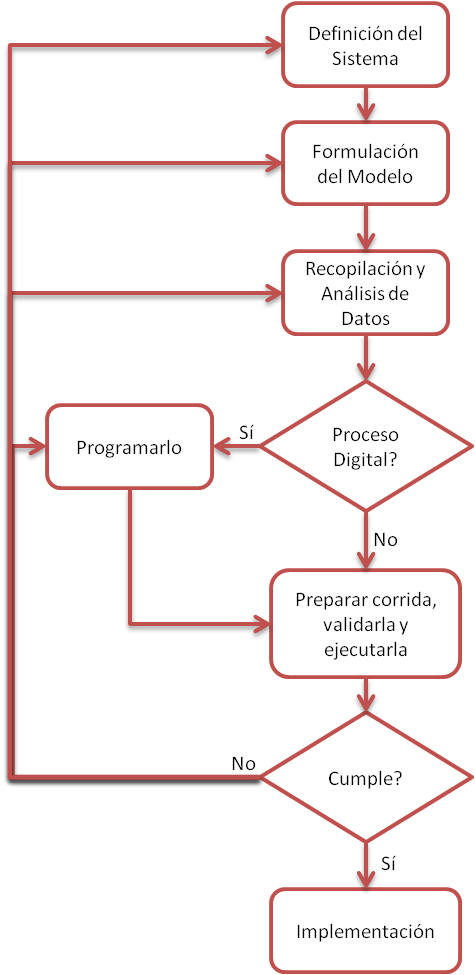 Definición del
Sistema
Formulación
del Modelo
Recopilación y
Análisis de
Datos
Proceso
Digital?
Sí
Programarlo
No
Preparar corrida,
validarla y
ejecutarla
No
Cumple?
Sí
Implementación